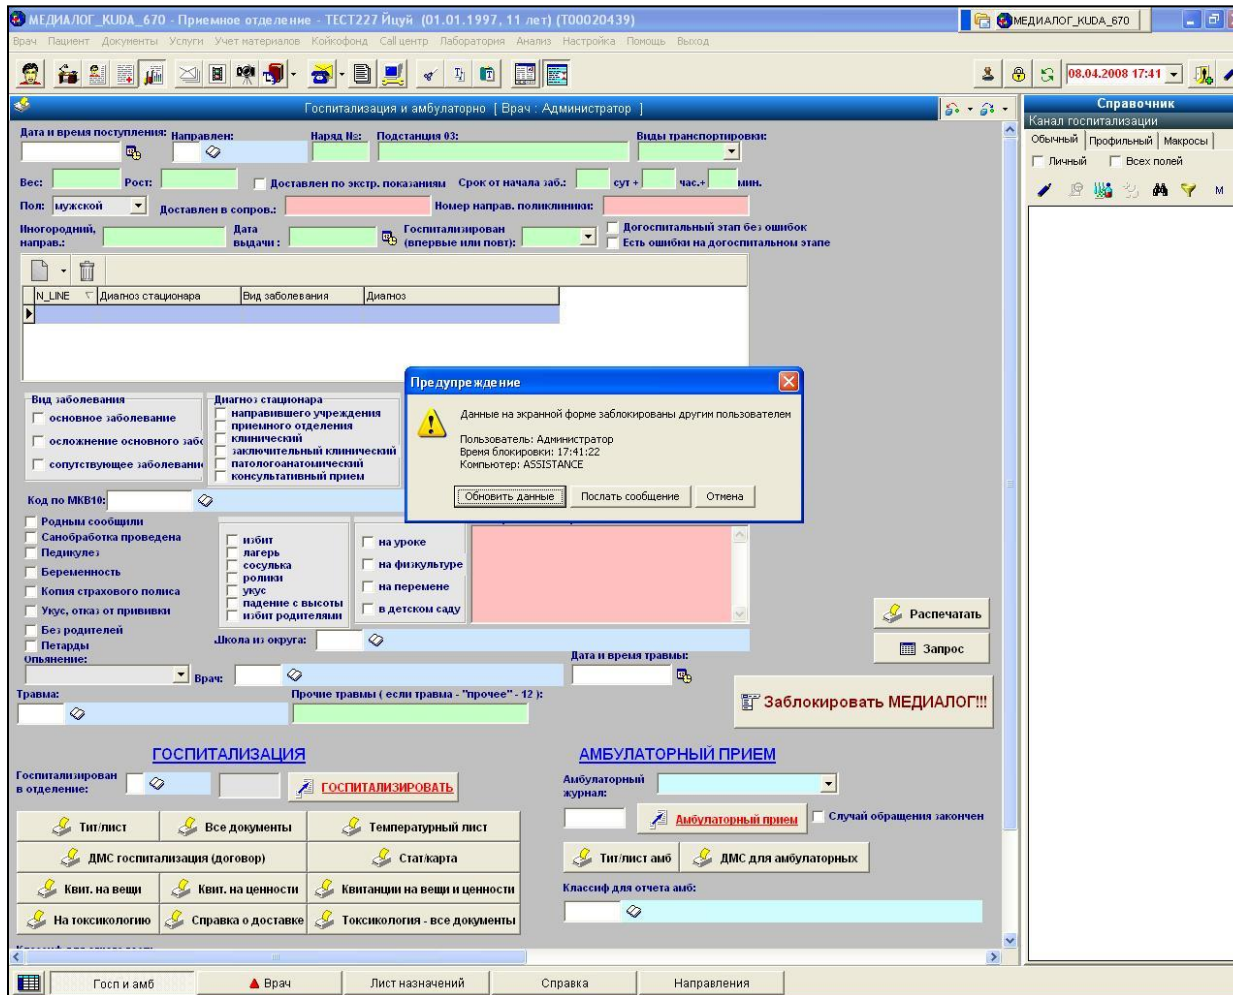 МЕДИАЛОГ_KUDA_670 - Приемное отделение - ТЕСТ227 Йцуй (01.01.1997, 11 лет) (T00020439)
МЕДИАЛОГ_KUDA_670
Врач Пациент Документы Услуги Учет материалов Койкофонд Call центр Лаборатория Анализ Настройка Помощь Выход
08.04.2008 17:41
Госпитализация и амбулаторно [ Врач : Администратор ]
Дата и время поступления: Направлен: Наряд №: Подстанция 03: Виды транспортировки:
Вес: Рост: Доставлен по экстр. показаниям Срок от начала заб.: сут + час.+ мин.
Пол: мужской Доставлен в сопров.: Номер направ. поликлиники:
Иногородний, направ.: Дата выдачи : Госпитализирован (впервые или повт): Догоспитальный этап без ошибок
Есть ошибки на догоспитальном этапе
N_LINE Диагноз стационара Вид заболевания Диагноз
Вид заболевания
основное заболевание
осложнение основного забо
сопутствующее заболевани
Диагноз стационара
направившего учреждения
приемного отделения
клинический
заключительный клинический
патологоанатомический
консультативный прием
Предупреждение
Данные на экранной форме заблокированы другим пользователем
Пользователь: Администратор
Время блокировки: 17:41:22
Компьютер: ASSISTANCE
Обновить данные Послать сообщение Отмена
Код по МКВ10:
Родным сообщили
Санобработка проведена
Педикулез
Беременность
Копия страхового полиса
Укус, отказ от прививки
Без родителей
Петарды
избит
лагерь
сосулька
ролики
укус
падение с высоты
избит родителями
на уроке
на физкультуре
на перемене
в детском саду
Школа из округа:
Опьянение:
Врач:
Дата и время травмы:
Травма: Прочие травмы ( если травма - "прочее" - 12 ):
Распечатать
Запрос
Заблокировать МЕДИАЛОГ!!!
ГОСПИТАЛИЗАЦИЯ
Госпитализирован
в отделение:
ГОСПИТАЛИЗИРОВАТЬ
Тит/лист Все документы Температурный лист
ДМС госпитализация (договор) Стат/карта
Квит. на вещи Квит. на ценности Квитанции на вещи и ценности
На токсикологию Справка о доставке Токсикология - все документы
АМБУЛАТОРНЫЙ ПРИЕМ
Амбулаторный
журнал:
Амбулаторный прием Случай обращения закончен
Тит/лист амб ДМС для амбулаторных
Классиф для отчета амб:
Справочник
Канал госпитализации
Обычный Профильный Макросы
Личный Всех полей
М
Госп и амб Врач Лист назначений Справка Направления